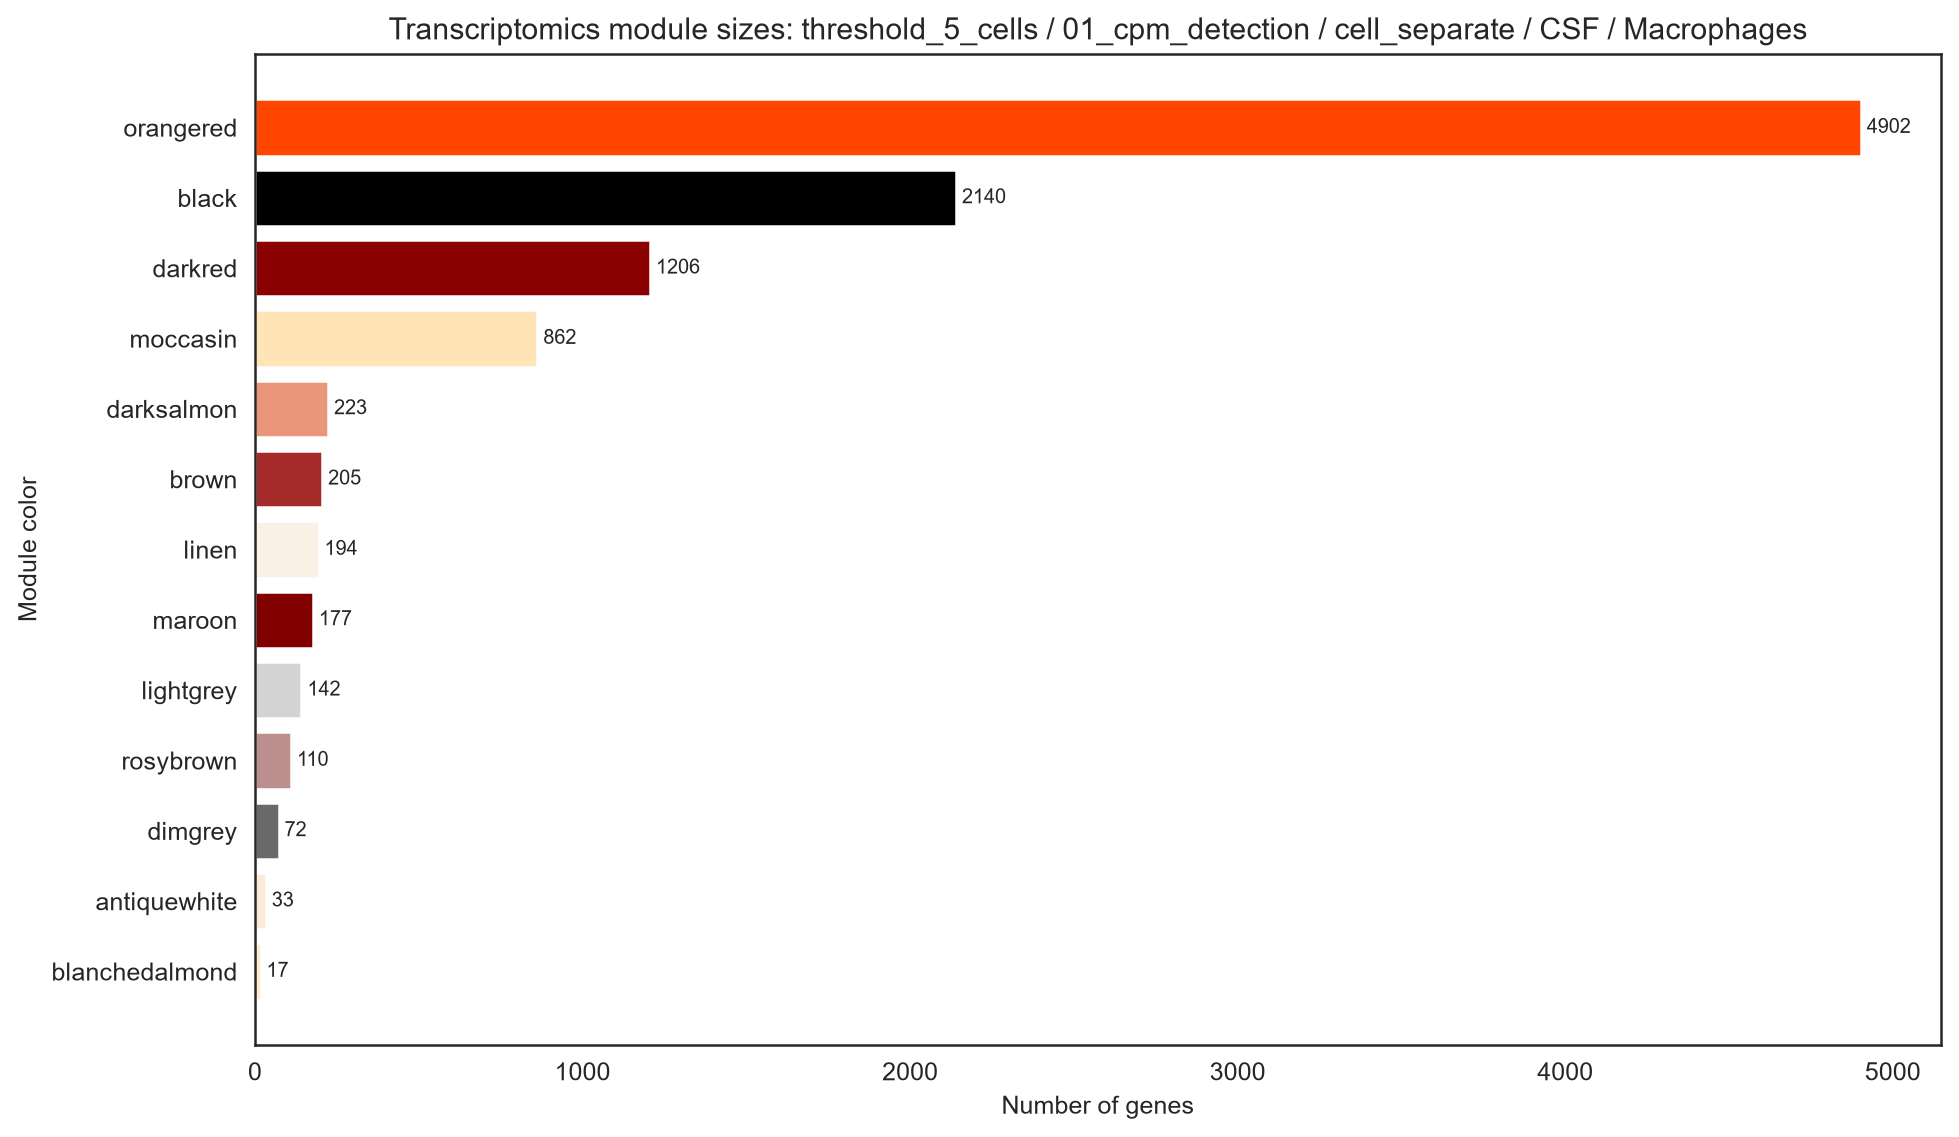 Transcriptomics module sizes: threshold_5_cells / 01_cpm_detection / cell_separate / CSF / Macrophages
Module color
orangered 4902
black 2140
darkred 1206
moccasin 862
darksalmon 223
brown 205
linen 194
maroon 177
lightgrey 142
rosybrown 110
dimgrey 72
antiquewhite 33
blanchedalmond 17
0 1000 2000 3000 4000 5000
Number of genes